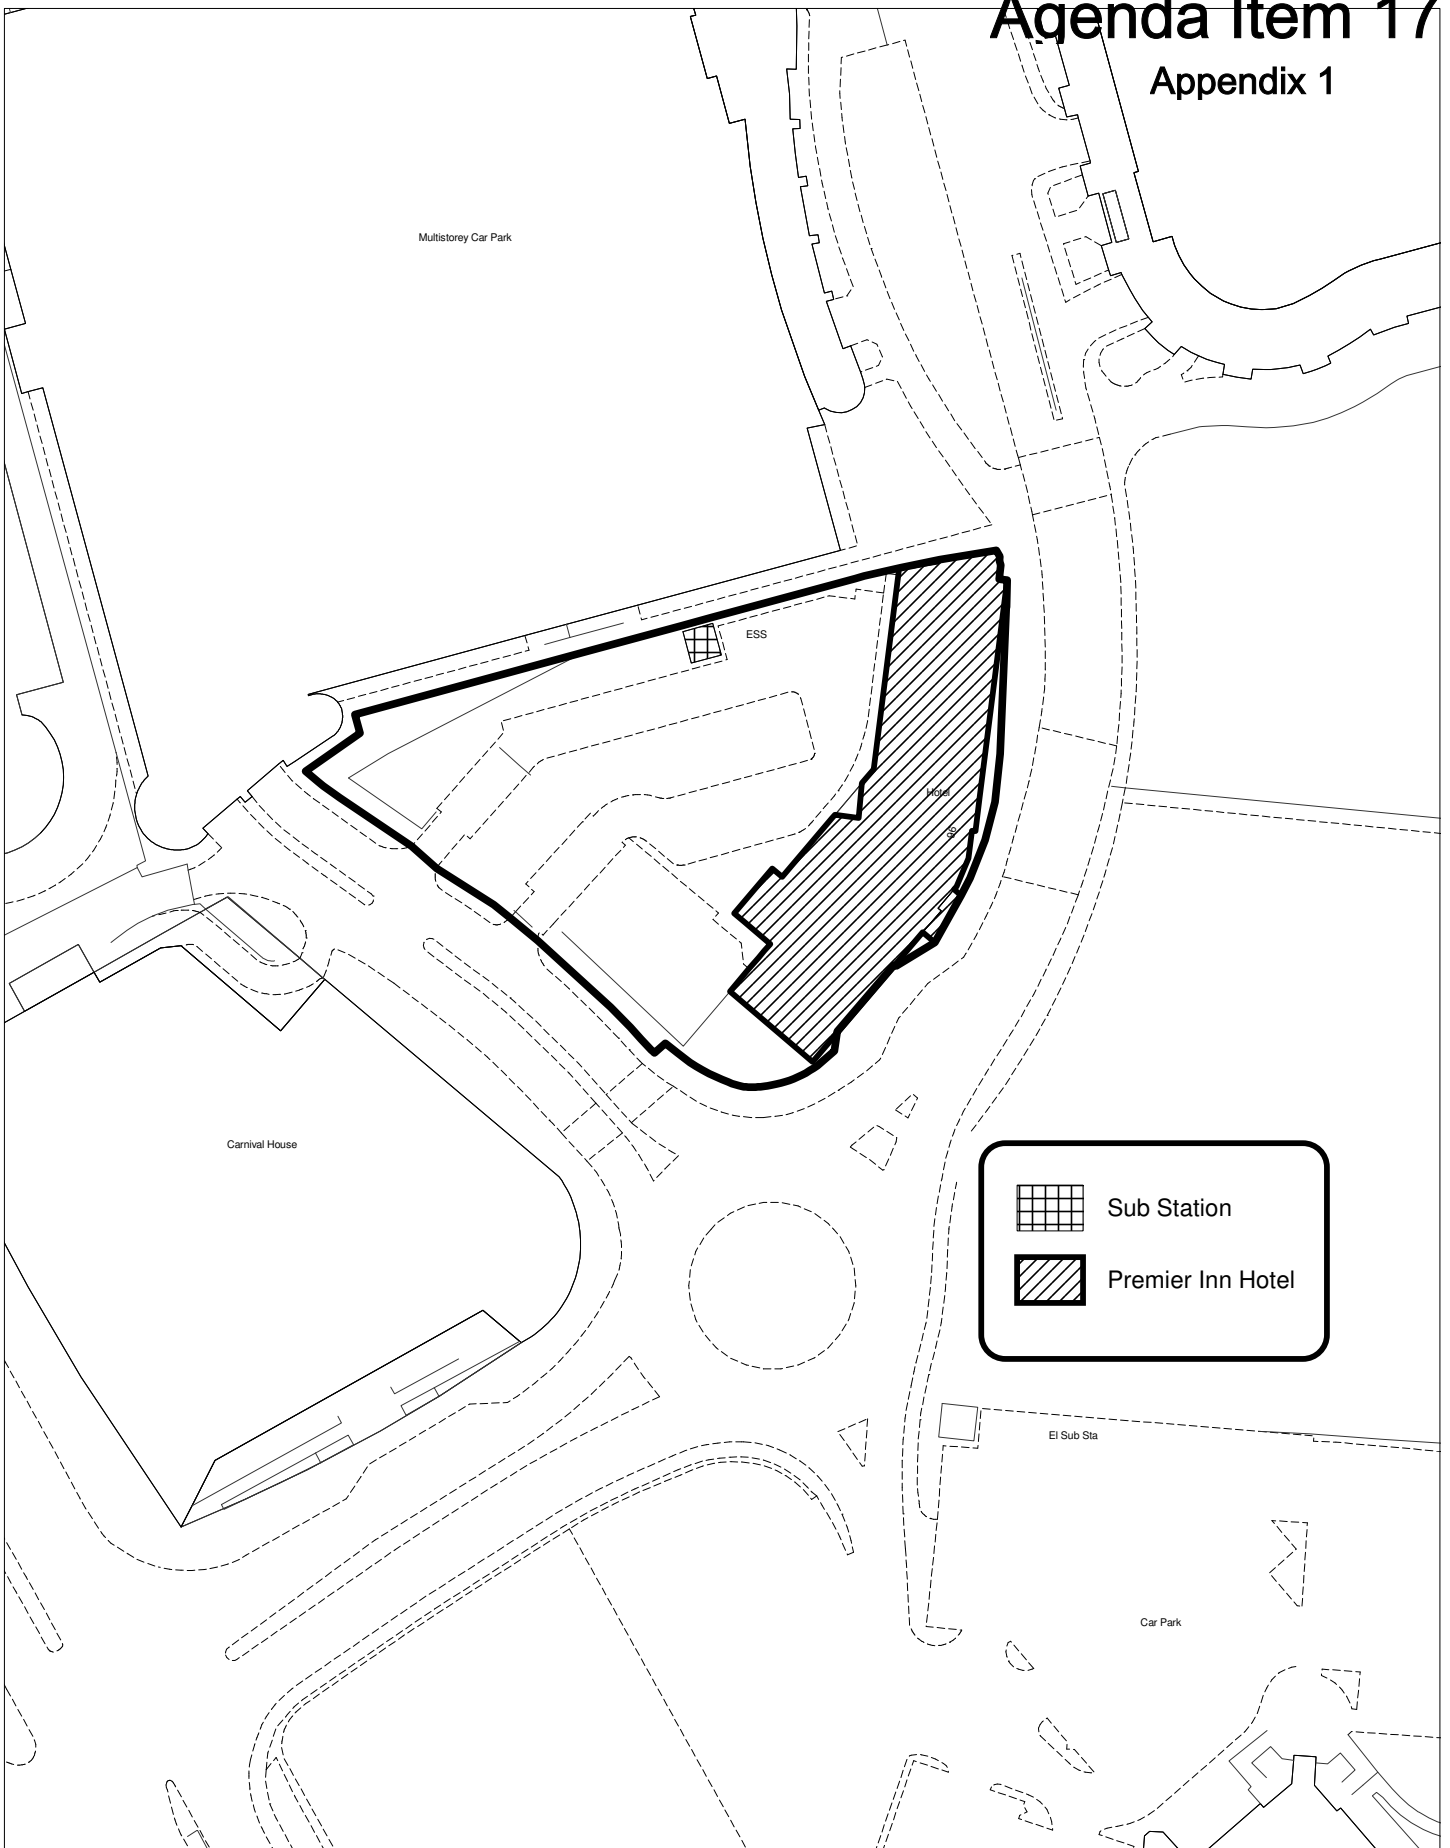 Agenda Item 17
Appendix 1
Multistorey Car Park
ESS
Hotel
96
Carnival House
Sub Station
Premier Inn Hotel
El Sub Sta
Car Park